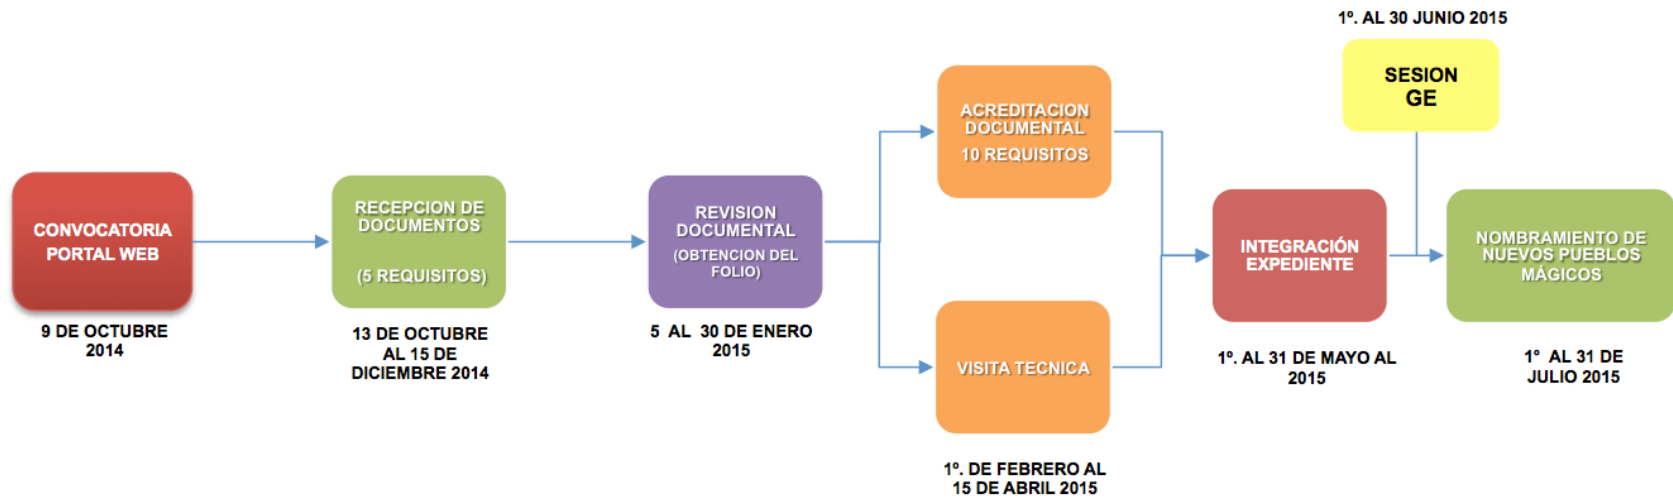 CONVOCATORIA
PORTAL WEB
9 DE OCTUBRE
2014
RECEPCION DE
DOCUMENTOS
(5 REQUISITOS)
13 DE OCTUBRE
AL 15 DE
DICIEMBRE 2014
REVISION
DOCUMENTAL
(OBTENCION DEL
FOLIO)
5 AL 30 DE ENERO
2015
ACREDITACION
DOCUMENTAL
10 REQUISITOS
VISITA TECNICA
1º. DE FEBRERO AL
15 DE ABRIL 2015
INTEGRACIÓN
EXPEDIENTE
1º. AL 31 DE MAYO AL
2015
1º. AL 30 JUNIO 2015
SESION
GE
NOMBRAMIENTO DE
NUEVOS PUEBLOS
MÁGICOS
1° AL 31 DE
JULIO 2015